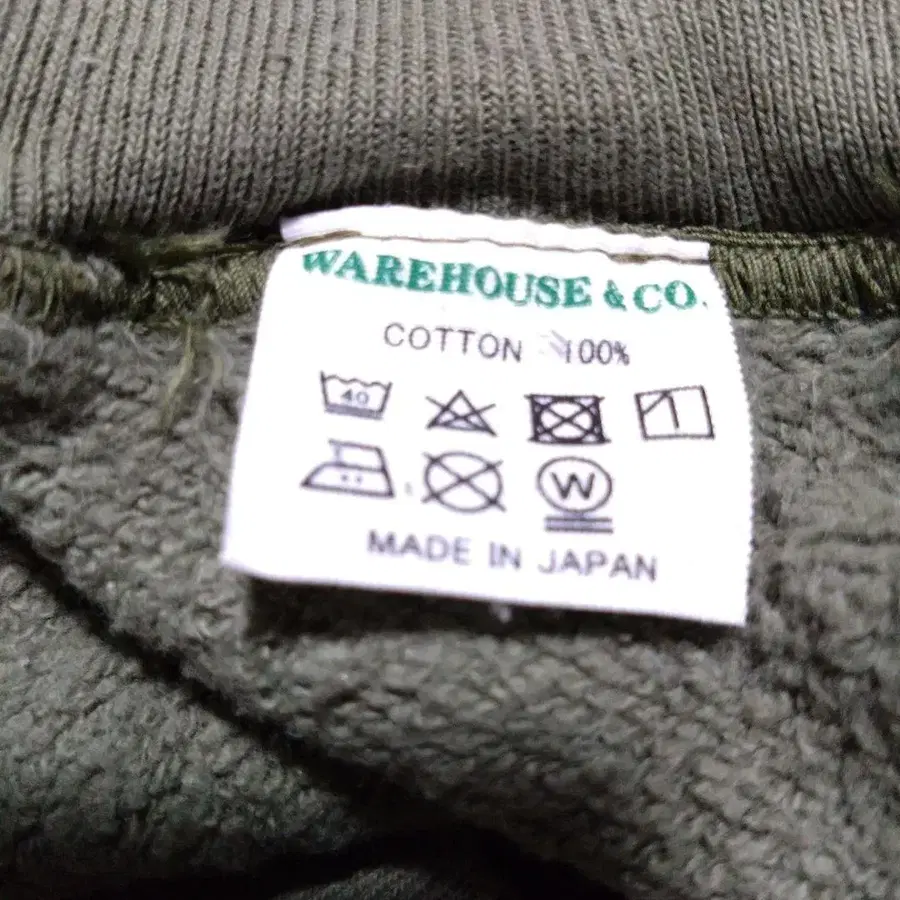 WAREHOUSE & CO.
COTTON 100%
40
W
MADE IN JAPAN